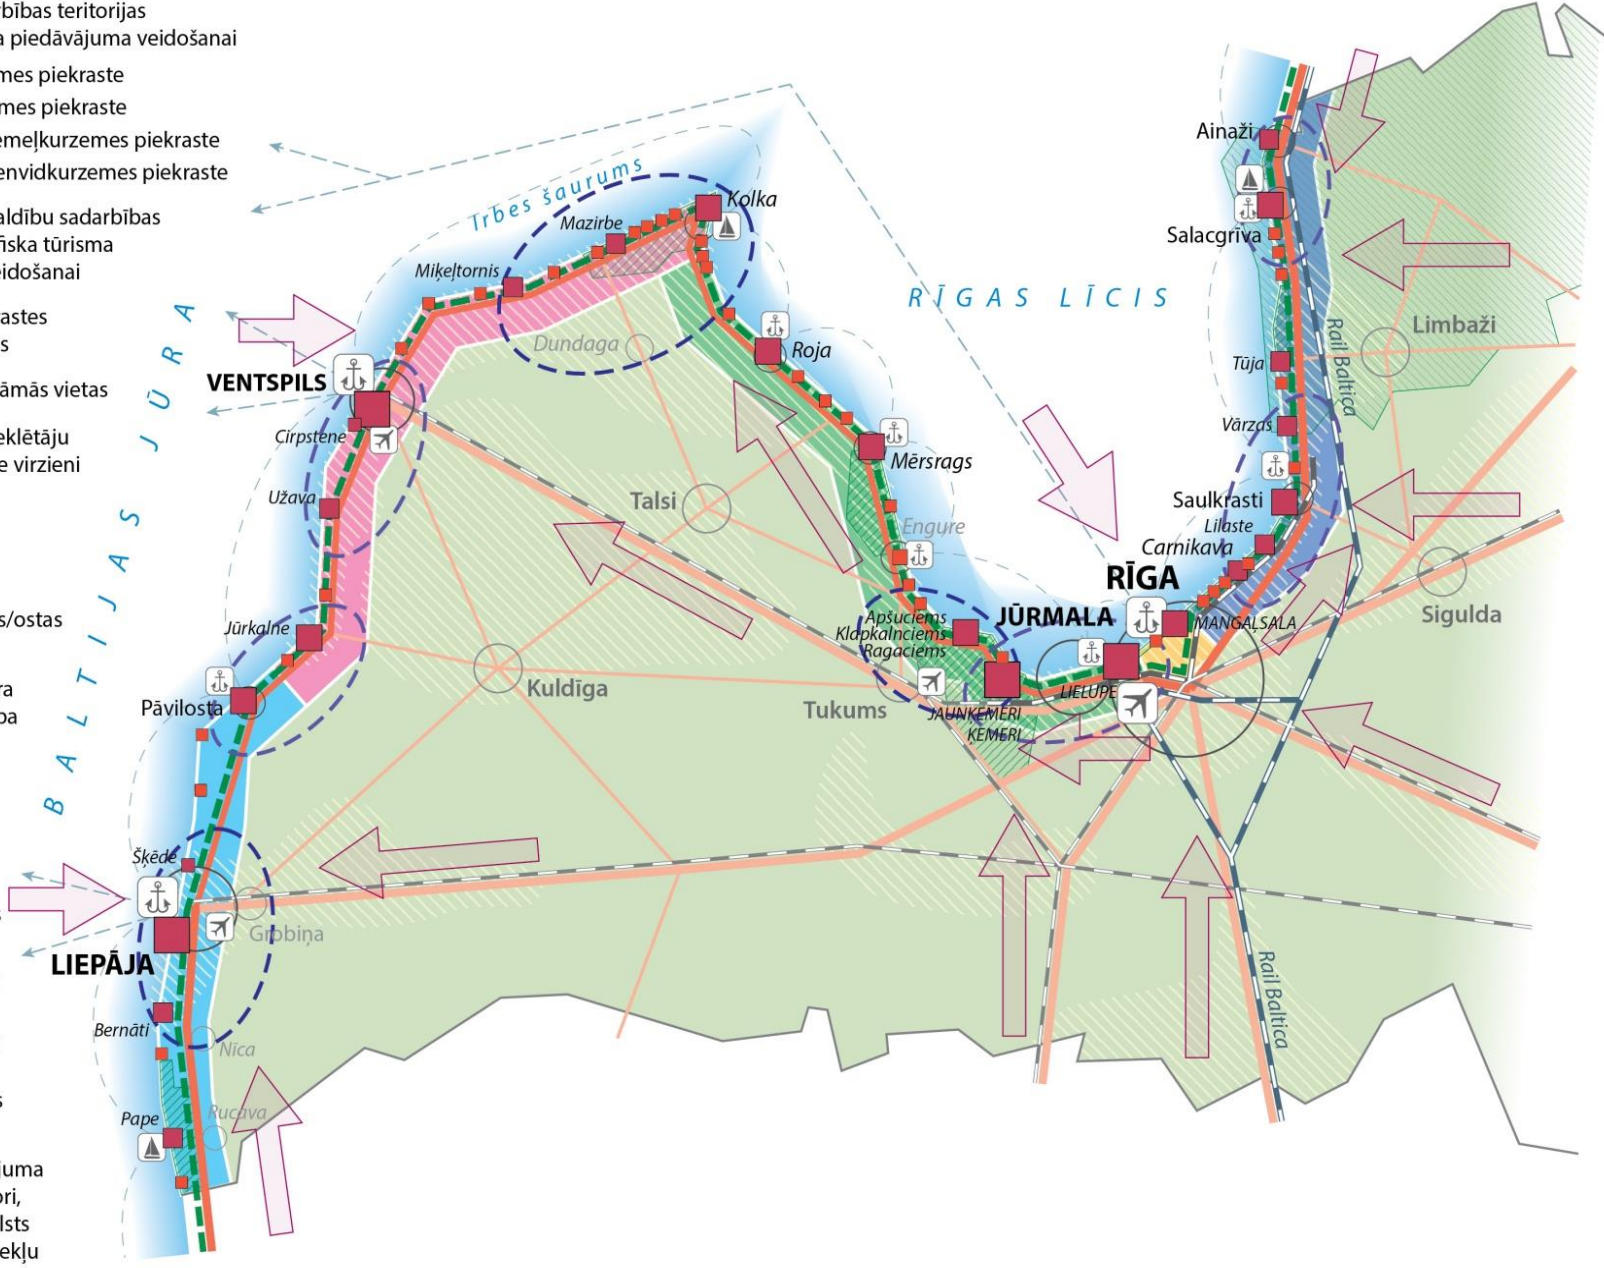 bības teritorijas
a piedāvājuma veidošanai
mes piekraste
mes piekraste
emeļkurzemes piekraste
envidkurzemes piekraste
aldību sadarbības
fiska tūrisma
eidošanai
rastes
s
āmās vietas
eklētāju
e virzieni
s/ostas
ra
ba
s
s
juma
ori,
lsts
ekļu
BALTIJAS JŪRA
Irbes šaurums
RĪGAS LĪCIS
Kolka
Mazirbe
Miķeļtornis
Dundaga
VENTSPILS
Cirpstene
Užava
Jūrkalne
Pāvilosta
Šķēde
LIEPĀJA
Grobiņa
Bernāti
Nīca
Pape
Rucava
Roja
Mērsrags
Talsi
Engure
Kuldīga
Tukums
Apšuciems
Klapkalnciems
Ragaciems
JŪRMALA
JAUNĶEMERI
ĶEMERI
LIELUPE
RĪGA
MANGAĻSALA
Carnikava
Lilaste
Saulkrasti
Vārzas
Tūja
Salacgrīva
Ainaži
Limbaži
Sigulda
Rail Baltica
Rail Baltica